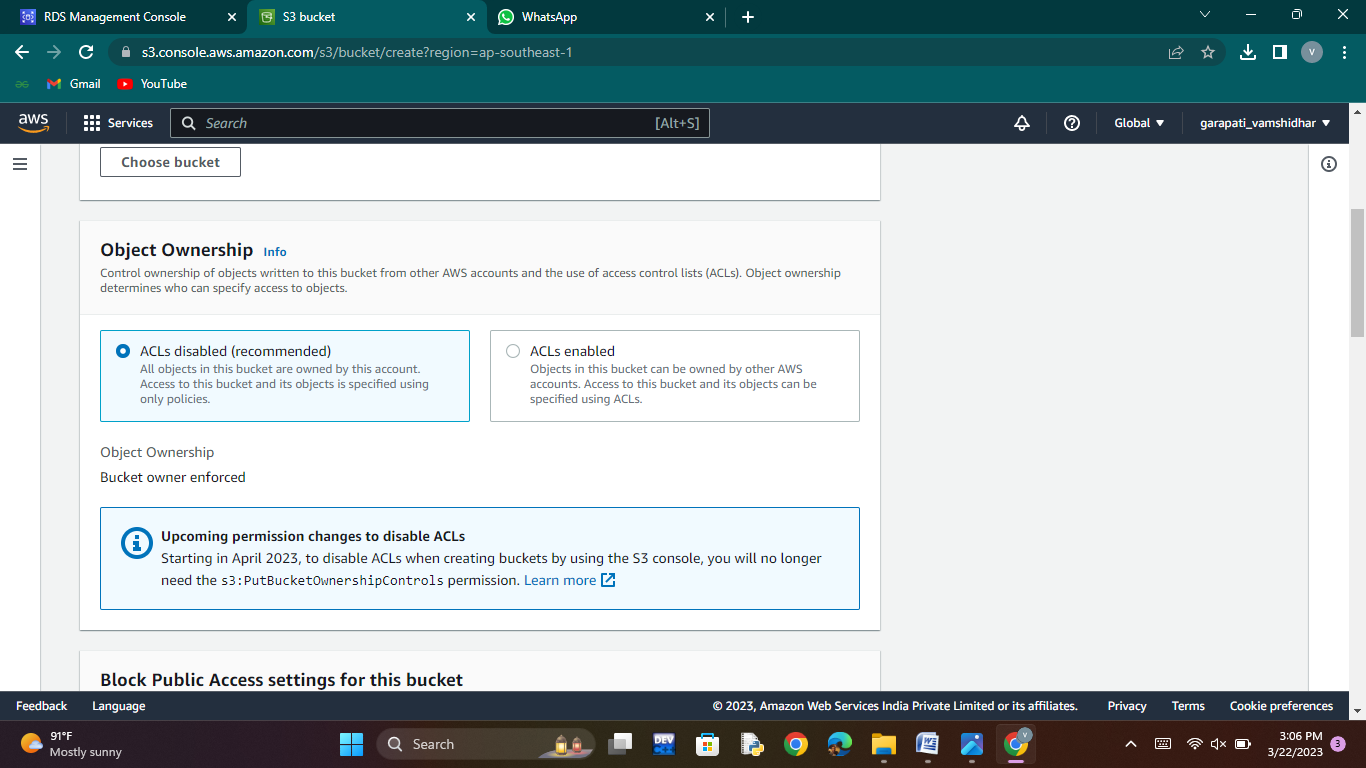 RDS Management Console
S3 bucket
WhatsApp
s3.console.aws.amazon.com/s3/bucket/create?region=ap-southeast-1
V
Gmail
YouTube
aws
Services
Search
[Alt+S]
Global
garapati_vamshidhar
Choose bucket
Object Ownership Info
Control ownership of objects written to this bucket from other AWS accounts and the use of access control lists (ACLs). Object ownership
determines who can specify access to objects.
ACLs disabled (recommended)
All objects in this bucket are owned by this account.
Access to this bucket and its objects is specified using
only policies.
ACLs enabled
Objects in this bucket can be owned by other AWS
accounts. Access to this bucket and its objects can be
specified using ACLs.
Object Ownership
Bucket owner enforced
Upcoming permission changes to disable ACLs
Starting in April 2023, to disable ACLs when creating buckets by using the S3 console, you will no longer
need the s3:PutBucketOwnershipControls permission. Learn more
Block Public Access settings for this bucket
Feedback
Language
© 2023, Amazon Web Services India Private Limited or its affiliates.
Privacy
Terms
Cookie preferences
91°F
Mostly sunny
Search
DEV
V
3:06 PM
3/22/2023
3